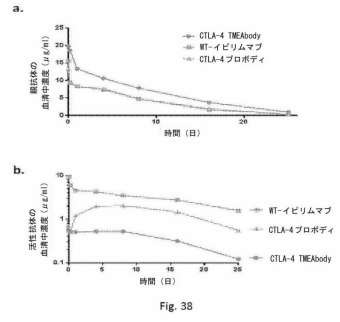 a.
CTLA-4 TMEAbody
WT-イピリムマブ
CTLA-4 プロボディ
親抗体の
血清中濃度(μg/ml)
25
20
15
10
5
0
0
10
20
時間(日)
b.
活性抗体の
血清中濃度(μg/ml)
10
1
0.1
0
5
10
15
20
25
時間(日)
WT-イピリムマブ
CTLA-4 プロボディ
CTLA-4 TMEAbody
Fig. 38